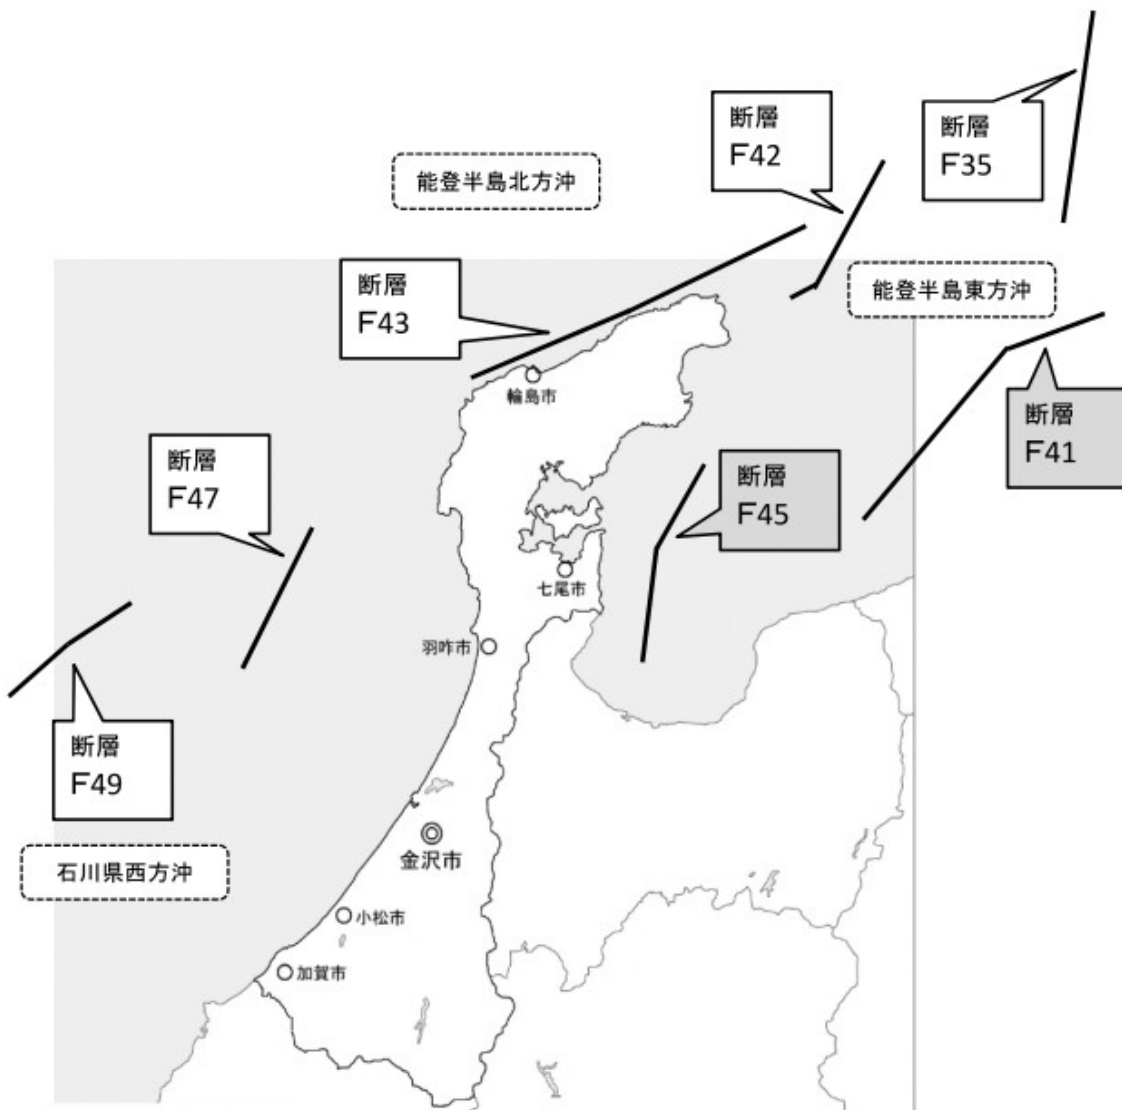 断層
F35
断層
F42
能登半島北方沖
断層
F43
能登半島東方沖
輪島市
断層
F41
断層
F47
断層
F45
七尾市
羽咋市
断層
F49
金沢市
石川県西方沖
小松市
加賀市